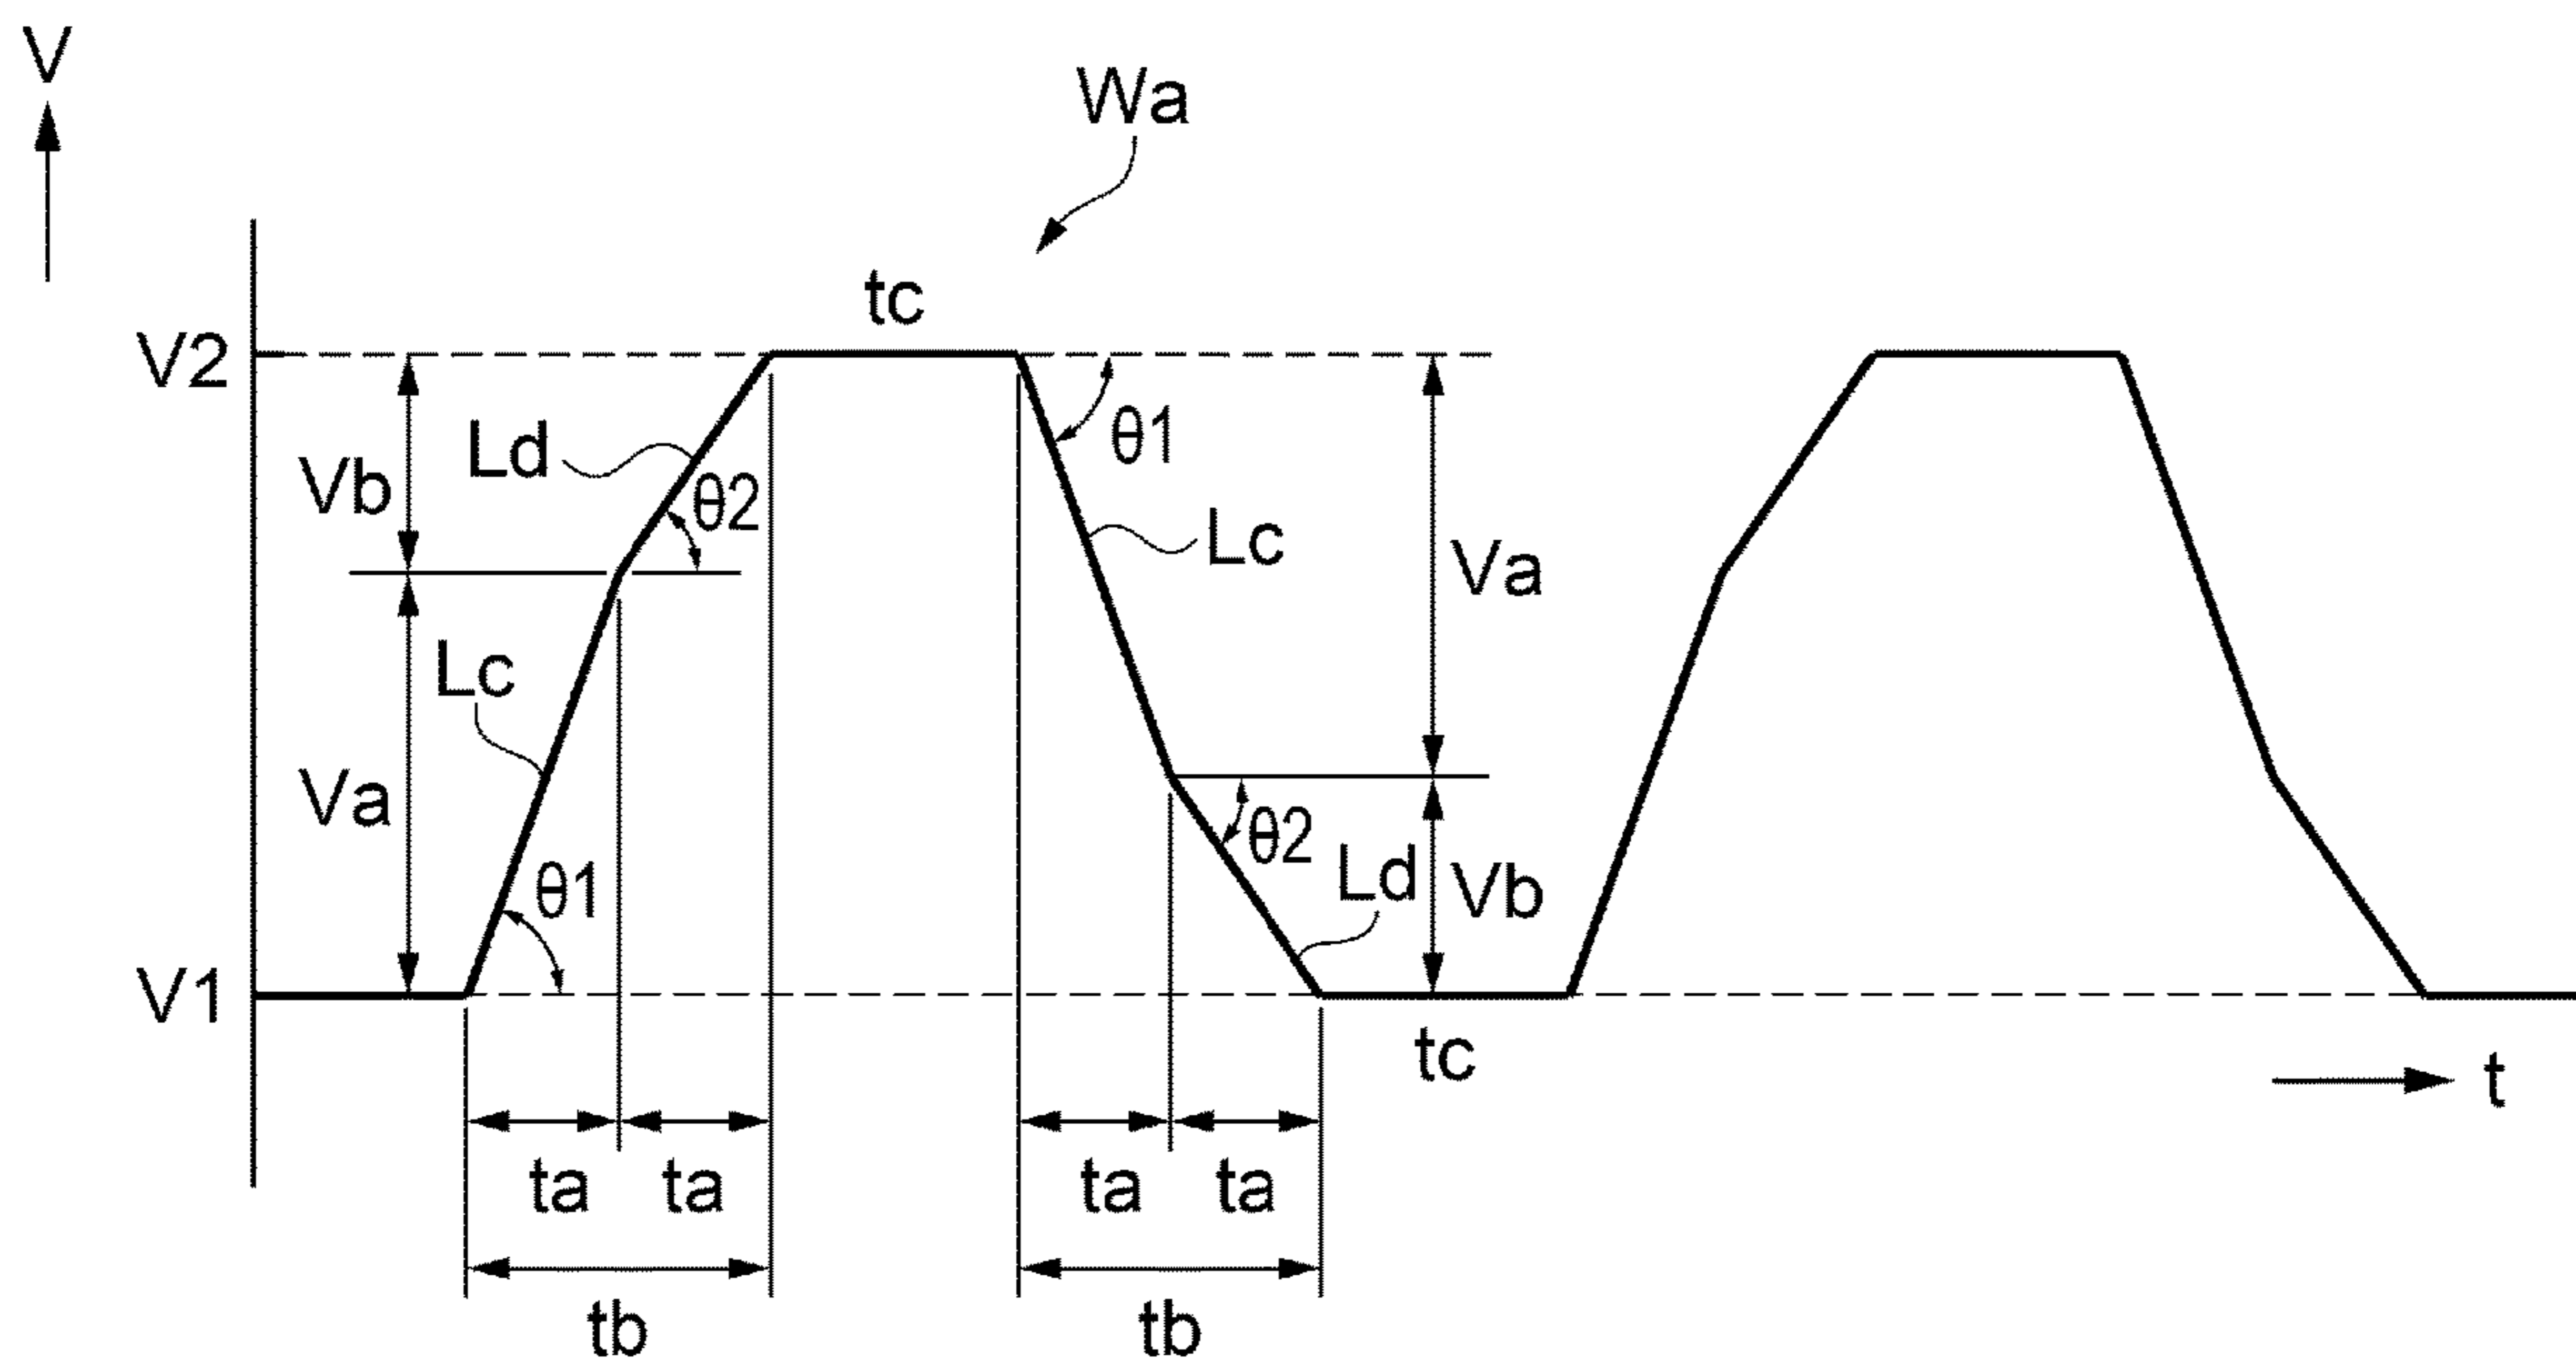 V
Wa
tc
V2
θ1
Ld
Vb
θ2
Lc
Va
Lc
Va
θ2
Ld
Vb
θ1
V1
tc
t
ta
ta
ta
ta
tb
tb